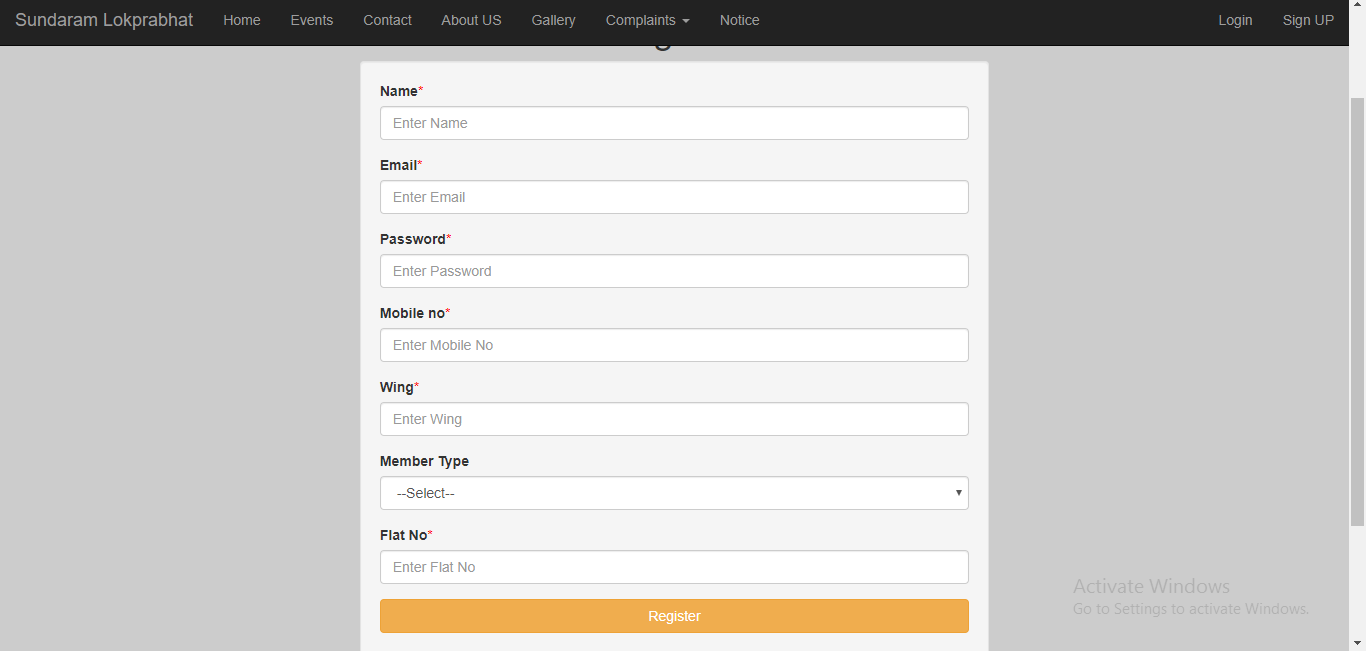 Sundaram Lokprabhat Home Events Contact About US Gallery Complaints Notice Login Sign UP
Name*
Enter Name
Email*
Enter Email
Password*
Enter Password
Mobile no*
Enter Mobile No
Wing*
Enter Wing
Member Type
--Select--
Flat No*
Enter Flat No
Register
Activate Windows
Go to Settings to activate Windows.